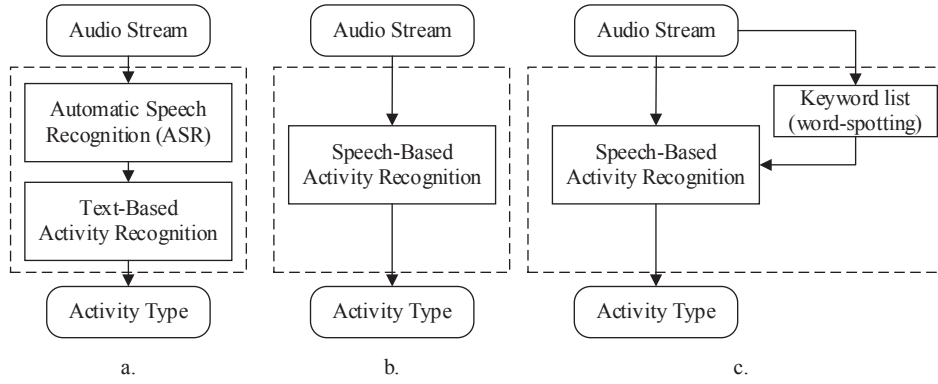 Audio Stream
Automatic Speech
Recognition (ASR)
Text-Based
Activity Recognition
Activity Type
a.
Audio Stream
Speech-Based
Activity Recognition
Activity Type
b.
Audio Stream
Keyword list
(word-spotting)
Speech-Based
Activity Recognition
Activity Type
c.